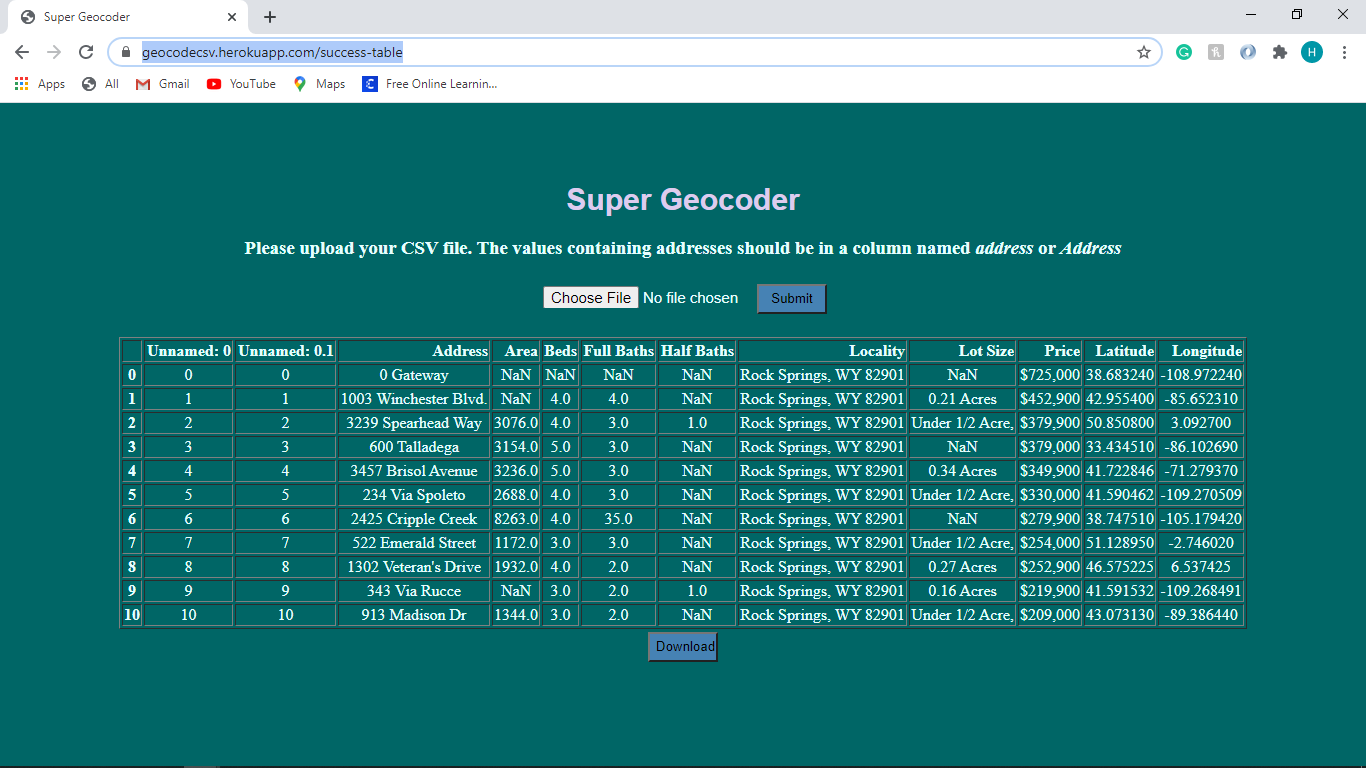 Super Geocoder
geocodecsv.herokuapp.com/success-table
H
Apps All Gmail YouTube Maps C Free Online Learnin...
Super Geocoder
Please upload your CSV file. The values containing addresses should be in a column named address or Address
Choose File No file chosen Submit
Unnamed: 0 Unnamed: 0.1 Address Area Beds Full Baths Half Baths Locality Lot Size Price Latitude Longitude
0 0 0 0 Gateway NaN NaN NaN NaN Rock Springs, WY 82901 NaN $725,000 38.683240 -108.972240
1 1 1 1003 Winchester Blvd. NaN 4.0 4.0 NaN Rock Springs, WY 82901 0.21 Acres $452,900 42.955400 -85.652310
2 2 2 3239 Spearhead Way 3076.0 4.0 3.0 1.0 Rock Springs, WY 82901 Under 1/2 Acre, $379,900 50.850800 3.092700
3 3 3 600 Talladega 3154.0 5.0 3.0 NaN Rock Springs, WY 82901 NaN $379,000 33.434510 -86.102690
4 4 4 3457 Brisol Avenue 3236.0 5.0 3.0 NaN Rock Springs, WY 82901 0.34 Acres $349,900 41.722846 -71.279370
5 5 5 234 Via Spoleto 2688.0 4.0 3.0 NaN Rock Springs, WY 82901 Under 1/2 Acre, $330,000 41.590462 -109.270509
6 6 6 2425 Cripple Creek 8263.0 4.0 35.0 NaN Rock Springs, WY 82901 NaN $279,900 38.747510 -105.179420
7 7 7 522 Emerald Street 1172.0 3.0 3.0 NaN Rock Springs, WY 82901 Under 1/2 Acre, $254,000 51.128950 -2.746020
8 8 8 1302 Veteran's Drive 1932.0 4.0 2.0 NaN Rock Springs, WY 82901 0.27 Acres $252,900 46.575225 6.537425
9 9 9 343 Via Rucce NaN 3.0 2.0 1.0 Rock Springs, WY 82901 0.16 Acres $219,900 41.591532 -109.268491
10 10 10 913 Madison Dr 1344.0 3.0 2.0 NaN Rock Springs, WY 82901 Under 1/2 Acre, $209,000 43.073130 -89.386440
Download